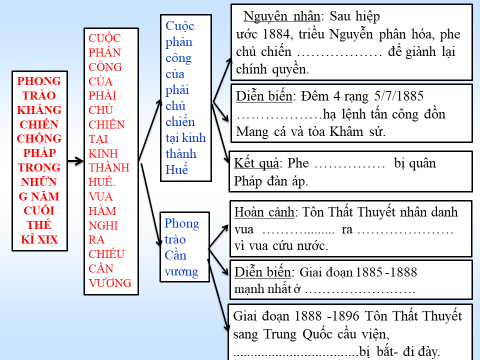 PHONG
TRÀO
KHÁNG
CHIẾN
CHỐNG
PHÁP
TRONG
NHỮN
G NĂM
CUỐI
THẾ
KỈ XIX
CUỘC
PHẢN
CÔNG
CỦA
PHÁI
CHỦ
CHIẾN
TẠI
KINH
THÀNH
HUẾ.
VUA
HÀM
NGHI
RA
CHIẾU
CẦN
VƯƠNG
Cuộc
phản
công
của
phái
chủ
chiến
tại kinh
thành
Huế
Nguyên nhân: Sau hiệp
ước 1884, triều Nguyễn phân hóa, phe
chủ chiến ……………… để giành lại
chính quyền.
Diễn biến: Đêm 4 rạng 5/7/1885
………………hạ lệnh tấn công đồn
Mang cá và tòa Khâm sứ.
Kết quả: Phe …………… bị quân
Pháp đàn áp.
Phong
trào
Cần
vương
Hoàn cảnh: Tôn Thất Thuyết nhân danh
vua ….................. ra …………………
vì vua cứu nước.
Diễn biến: Giai đoạn 1885 -1888
mạnh nhất ở ……………………
Giai đoạn 1888 -1896 Tôn Thất Thuyết
sang Trung Quốc cầu viện,
....................................bị bắt- đi đày.